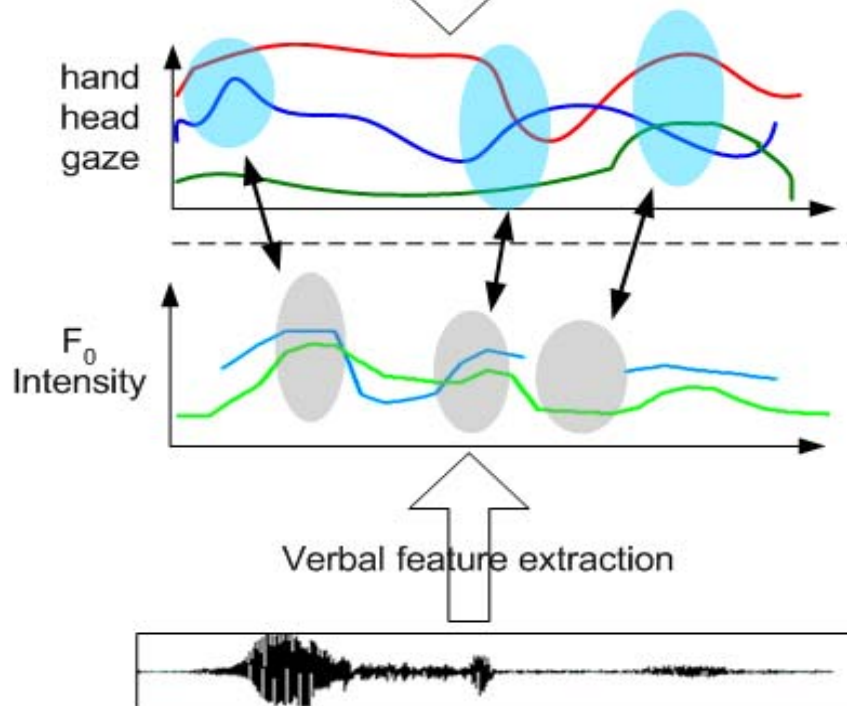 hand
head
gaze
F₀
Intensity
Verbal feature extraction